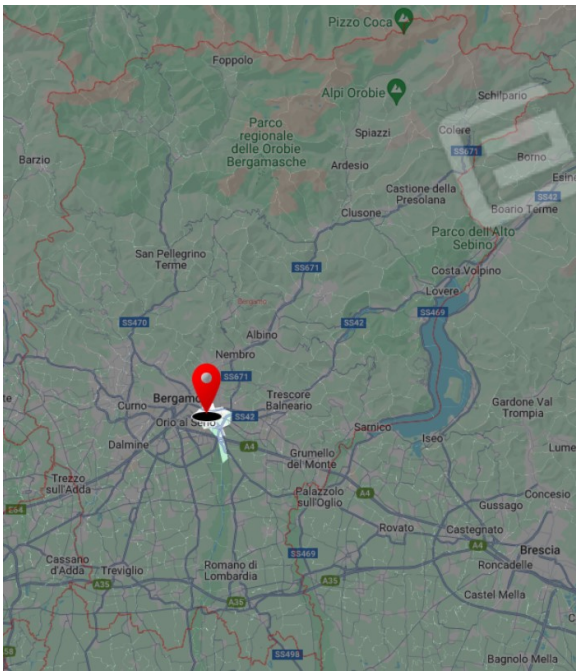 Pizzo Coca
Foppolo
Alpi Orobie
Schilpario
Parco
regionale
delle Orobie
Bergamasche
Spiazzi
Colere
SS671
Barzio
Ardesio
Borno
Castione della
Presolana
Clusone
Boario Terme
SS42
Parco dell'Alto
Sebino
San Pellegrino
Terme
SS671
Costa Volpino
Lovere
SS469
SS470
SS42
Albino
Nembro
SS671
Curno
Trescore
Balneario
SS42
Gardone Val
Trompia
Orio al Serio
Sarnico
Iseo
Dalmine
A4
Grumello
del Monte
Trezzo
sull'Adda
Palazzolo
sull'Oglio
A4
Concesio
E64
Gussago
Rovato
Castegnato
A4
Brescia
Cassano
d'Adda
Treviglio
Romano di
Lombardia
SS469
Roncadelle
A35
A35
A35
Castel Mella
SS498
Bagnolo Mella